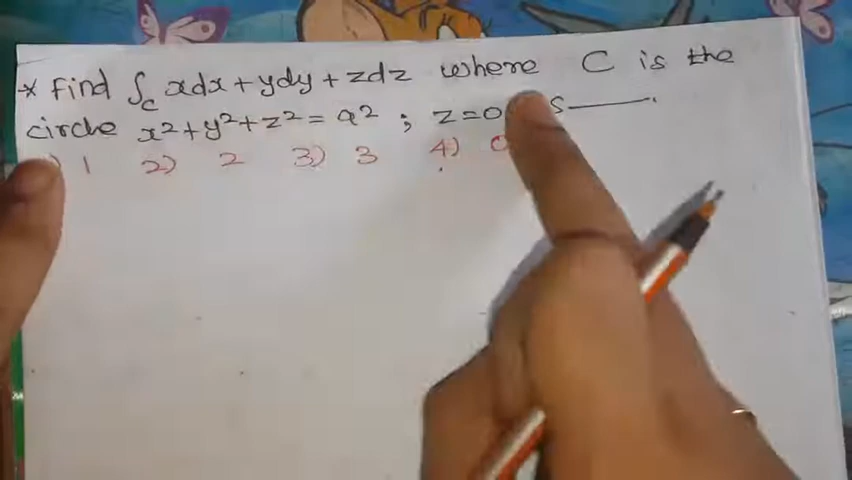 * Find ∫c xdx + ydy + zdz where C is the
circle x² + y² + z² = a² ; z=0 s ———.
) 1 2) 2 3) 3 4) 0